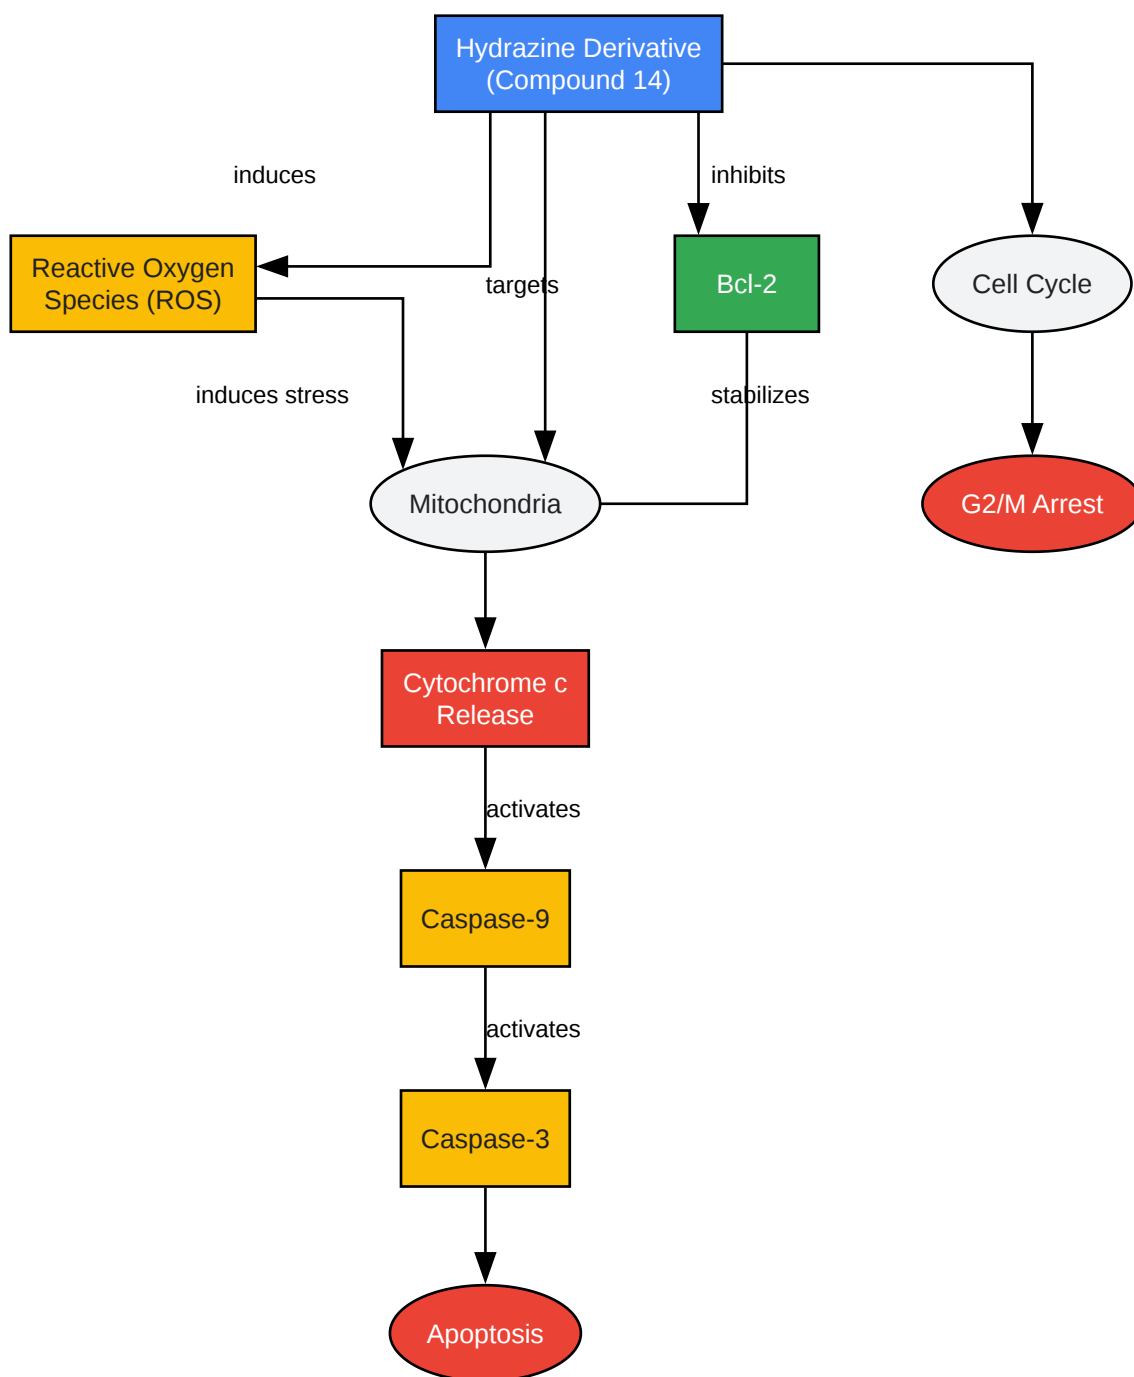 Hydrazine Derivative
(Compound 14)
induces
inhibits
Reactive Oxygen
Species (ROS)
targets
Bcl-2
Cell Cycle
induces stress
stabilizes
Mitochondria
G2/M Arrest
Cytochrome c
Release
activates
Caspase-9
activates
Caspase-3
Apoptosis